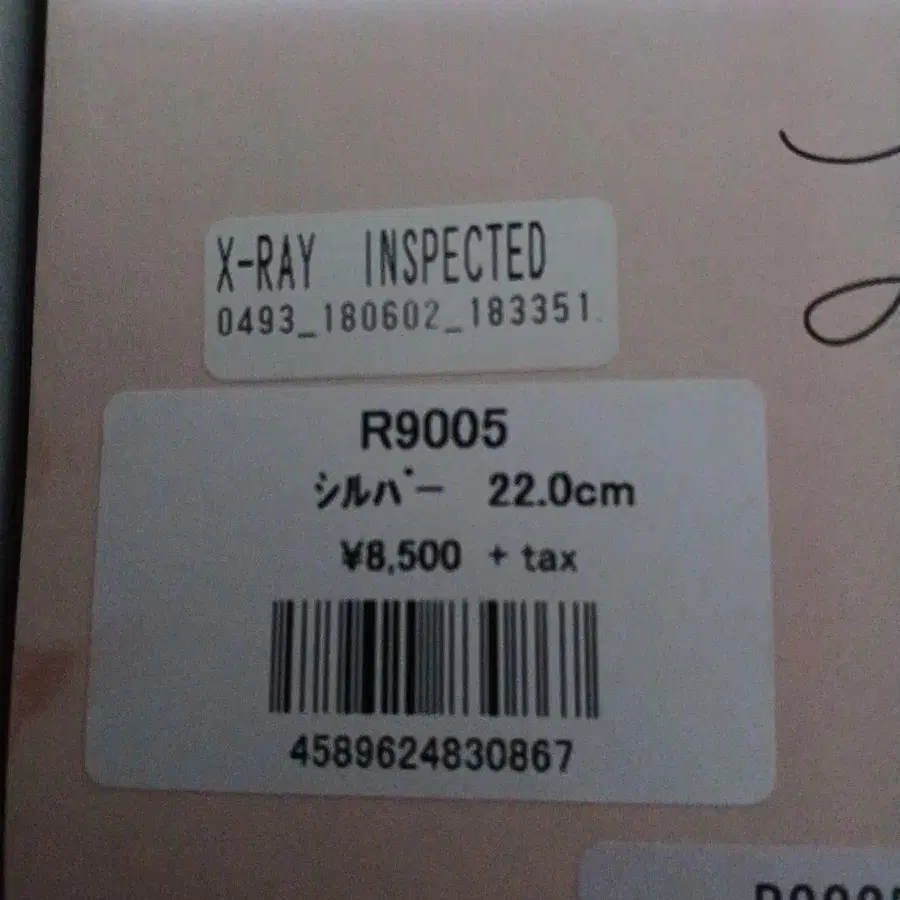 X-RAY INSPECTED
0493_180602_183351
R9005
シルバー 22.0cm
¥8,500 + tax
4589624830867